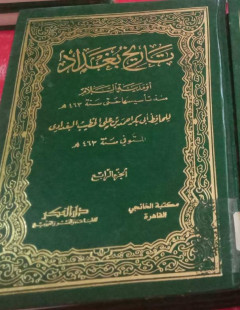 تاريخ بغداد
أو مدينة السلام
منذ تأسيسها حتى سنة ٤٦٣ هـ
للحافظ أبي بكر أحمد بن علي الخطيب البغدادي
المتوفى سنة ٤٦٣ هـ
الجزء الرابع
مكتبة الخانجي
القاهرة
دار الفكر